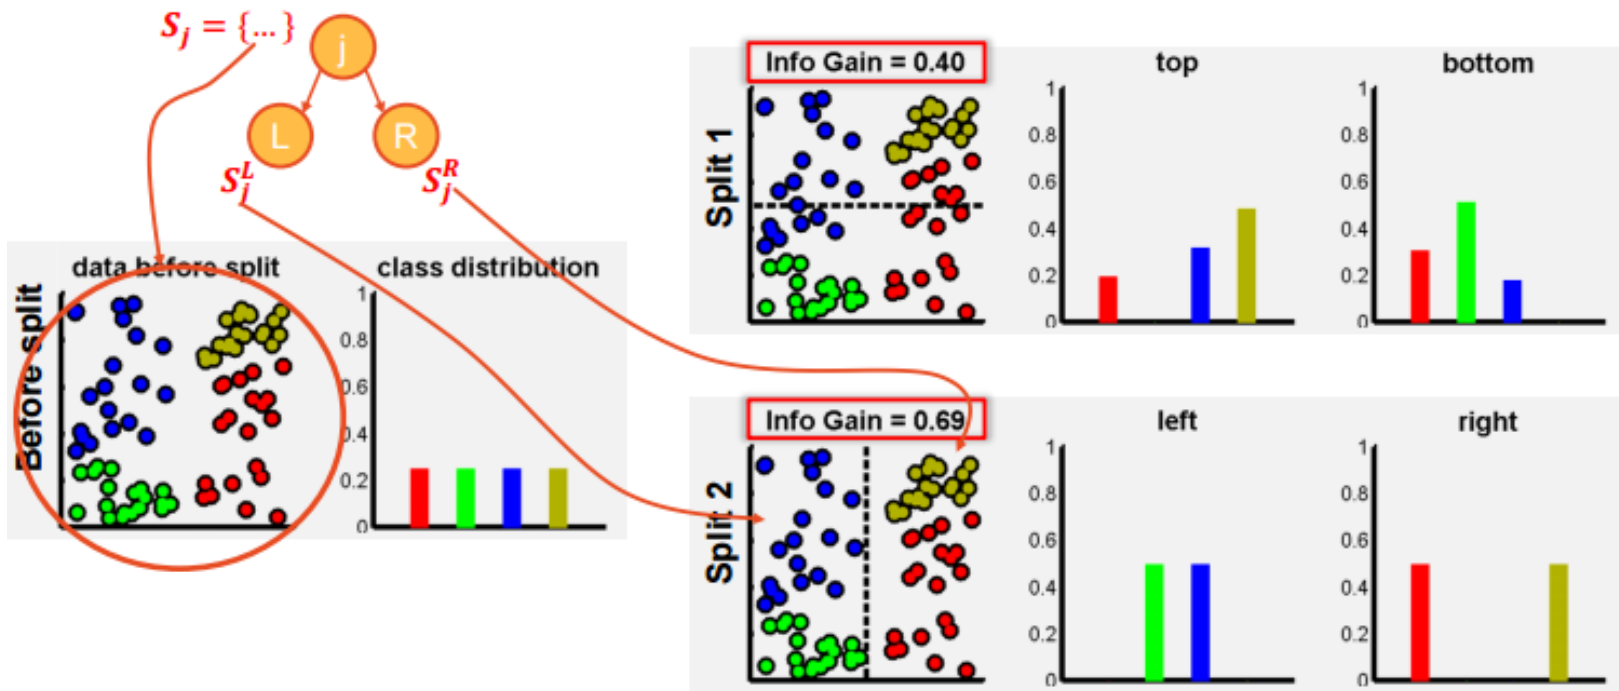 S_j = {...}
j
L
R
S_j^L
S_j^R
Before split
data before split
class distribution
1
0.8
0.6
0.4
0.2
0
Info Gain = 0.40
top
bottom
Split 1
1
0.8
0.6
0.4
0.2
0
1
0.8
0.6
0.4
0.2
0
Info Gain = 0.69
left
right
Split 2
1
0.8
0.6
0.4
0.2
0
1
0.8
0.6
0.4
0.2
0